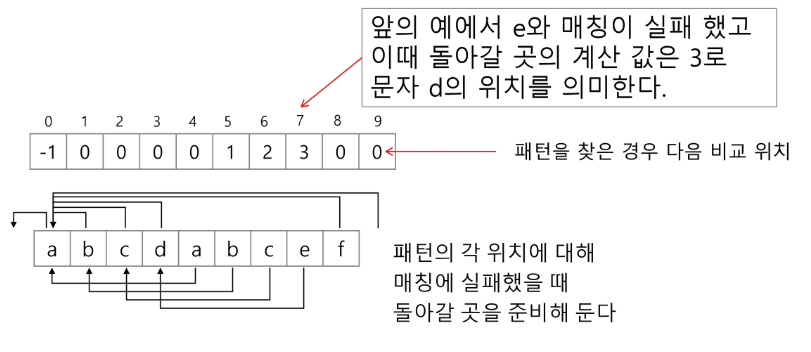 앞의 예에서 e와 매칭이 실패 했고
이때 돌아갈 곳의 계산 값은 3로
문자 d의 위치를 의미한다.
0 1 2 3 4 5 6 7 8 9
-1 0 0 0 0 1 2 3 0 0
패턴을 찾은 경우 다음 비교 위치
a b c d a b c e f
패턴의 각 위치에 대해
매칭에 실패했을 때
돌아갈 곳을 준비해 둔다